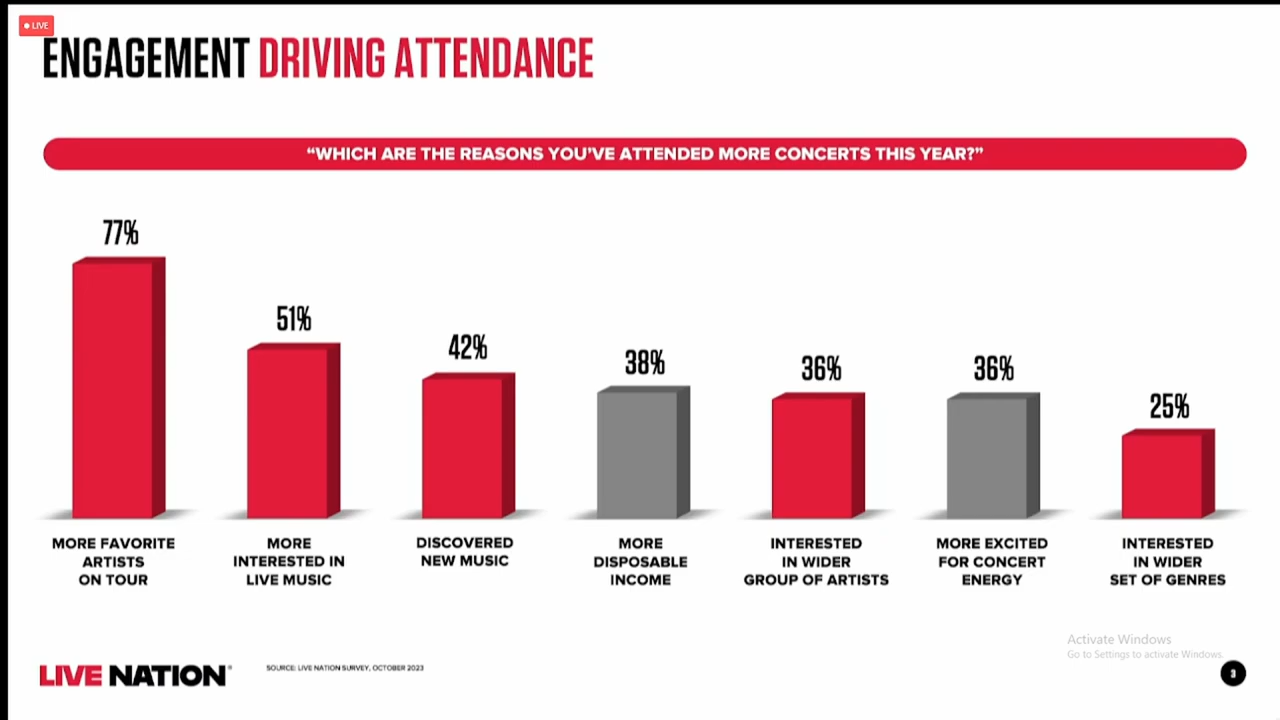 LIVE
ENGAGEMENT DRIVING ATTENDANCE
“WHICH ARE THE REASONS YOU’VE ATTENDED MORE CONCERTS THIS YEAR?”
77%
51%
42%
38%
36%
36%
25%
MORE FAVORITE
ARTISTS
ON TOUR
MORE
INTERESTED IN
LIVE MUSIC
DISCOVERED
NEW MUSIC
MORE
DISPOSABLE
INCOME
INTERESTED
IN WIDER
GROUP OF ARTISTS
MORE EXCITED
FOR CONCERT
ENERGY
INTERESTED
IN WIDER
SET OF GENRES
Activate Windows
Go to Settings to activate Windows.
LIVE NATION®
SOURCE: LIVE NATION SURVEY, OCTOBER 2023
3